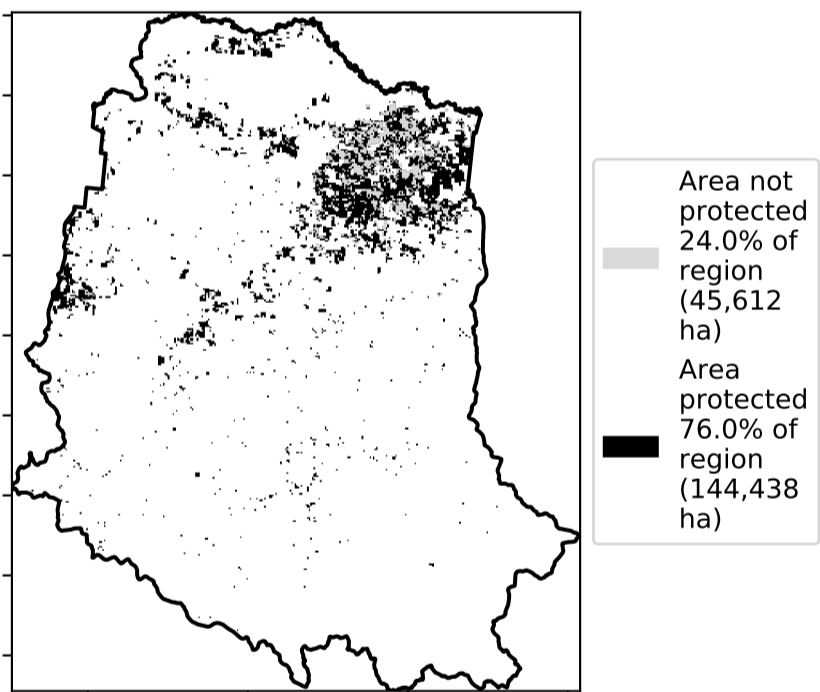 Area not
protected
24.0% of
region
(45,612
ha)
Area
protected
76.0% of
region
(144,438
ha)